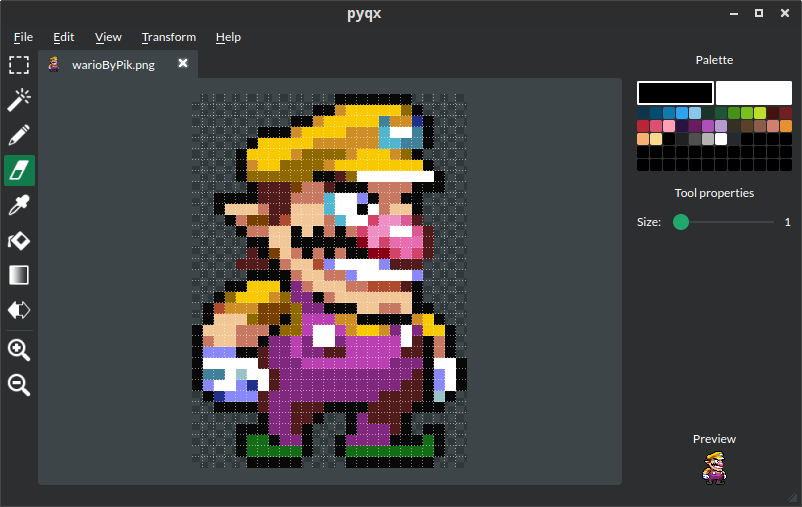 pyqx
File Edit View Transform Help
warioByPik.png
Palette
Tool properties
Size: 1
Preview